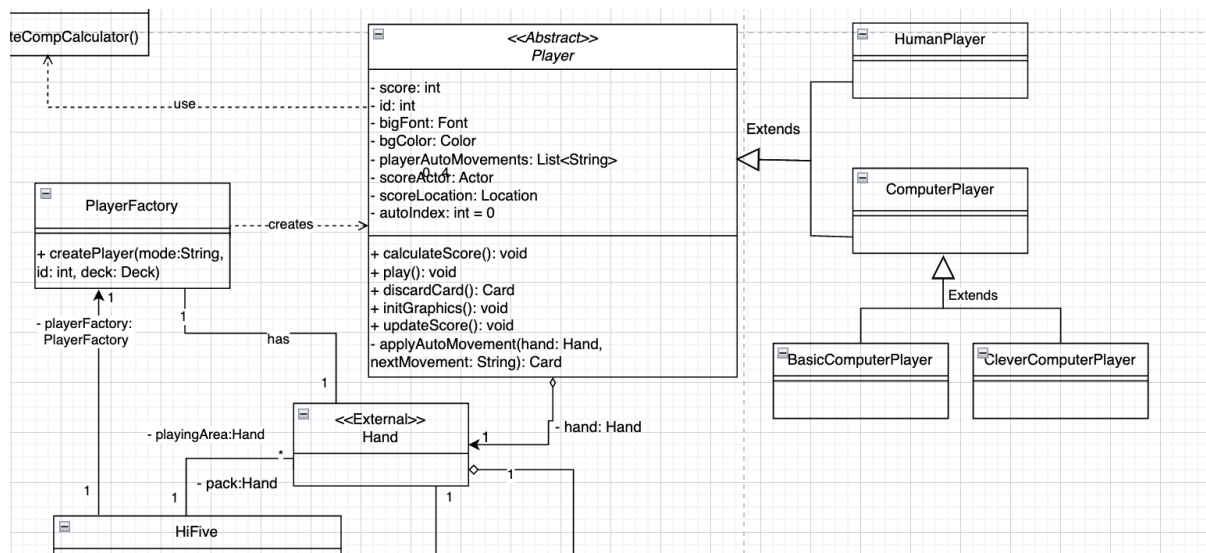 teCompCalculator()
use
<<Abstract>>
Player
- score: int
- id: int
- bigFont: Font
- bgColor: Color
- playerAutoMovements: List<String>
0...4
- scoreActor: Actor
- scoreLocation: Location
- autoIndex: int = 0
+ calculateScore(): void
+ play(): void
+ discardCard(): Card
+ initGraphics(): void
+ updateScore(): void
- applyAutoMovement(hand: Hand,
nextMovement: String): Card
HumanPlayer
Extends
ComputerPlayer
Extends
BasicComputerPlayer
CleverComputerPlayer
PlayerFactory
+ createPlayer(mode:String,
id: int, deck: Deck)
creates
1
- playerFactory:
PlayerFactory
1
has
1
<<External>>
Hand
1
- hand: Hand
- playingArea:Hand
*
- pack:Hand
1
1
1
1
HiFive